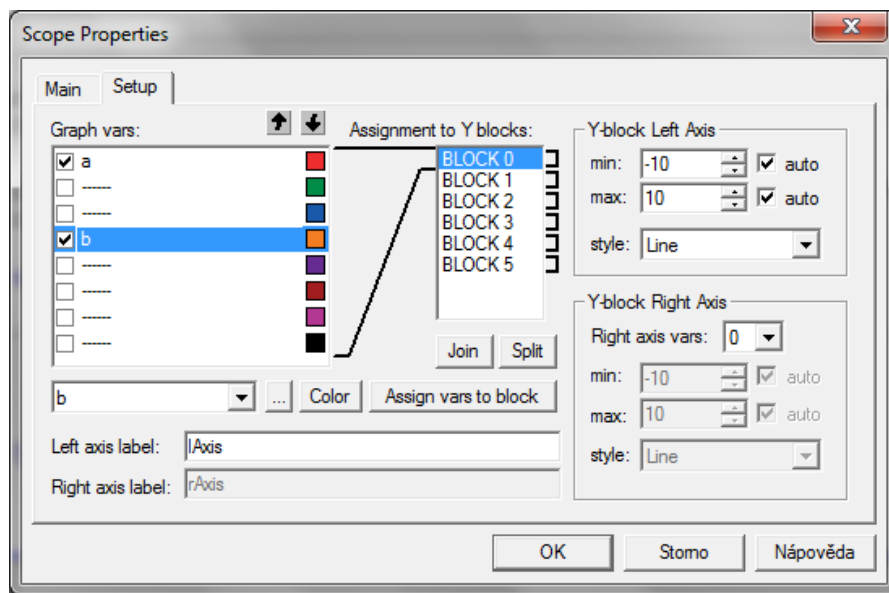 Scope Properties
Main Setup
Graph vars:
a
------
------
b
------
------
------
------
Assignment to Y blocks:
BLOCK 0
BLOCK 1
BLOCK 2
BLOCK 3
BLOCK 4
BLOCK 5
Join Split
b ... Color Assign vars to block
Left axis label: lAxis
Right axis label: rAxis
Y-block Left Axis
min: -10 auto
max: 10 auto
style: Line
Y-block Right Axis
Right axis vars: 0
min: -10 auto
max: 10 auto
style: Line
OK Storno Nápověda